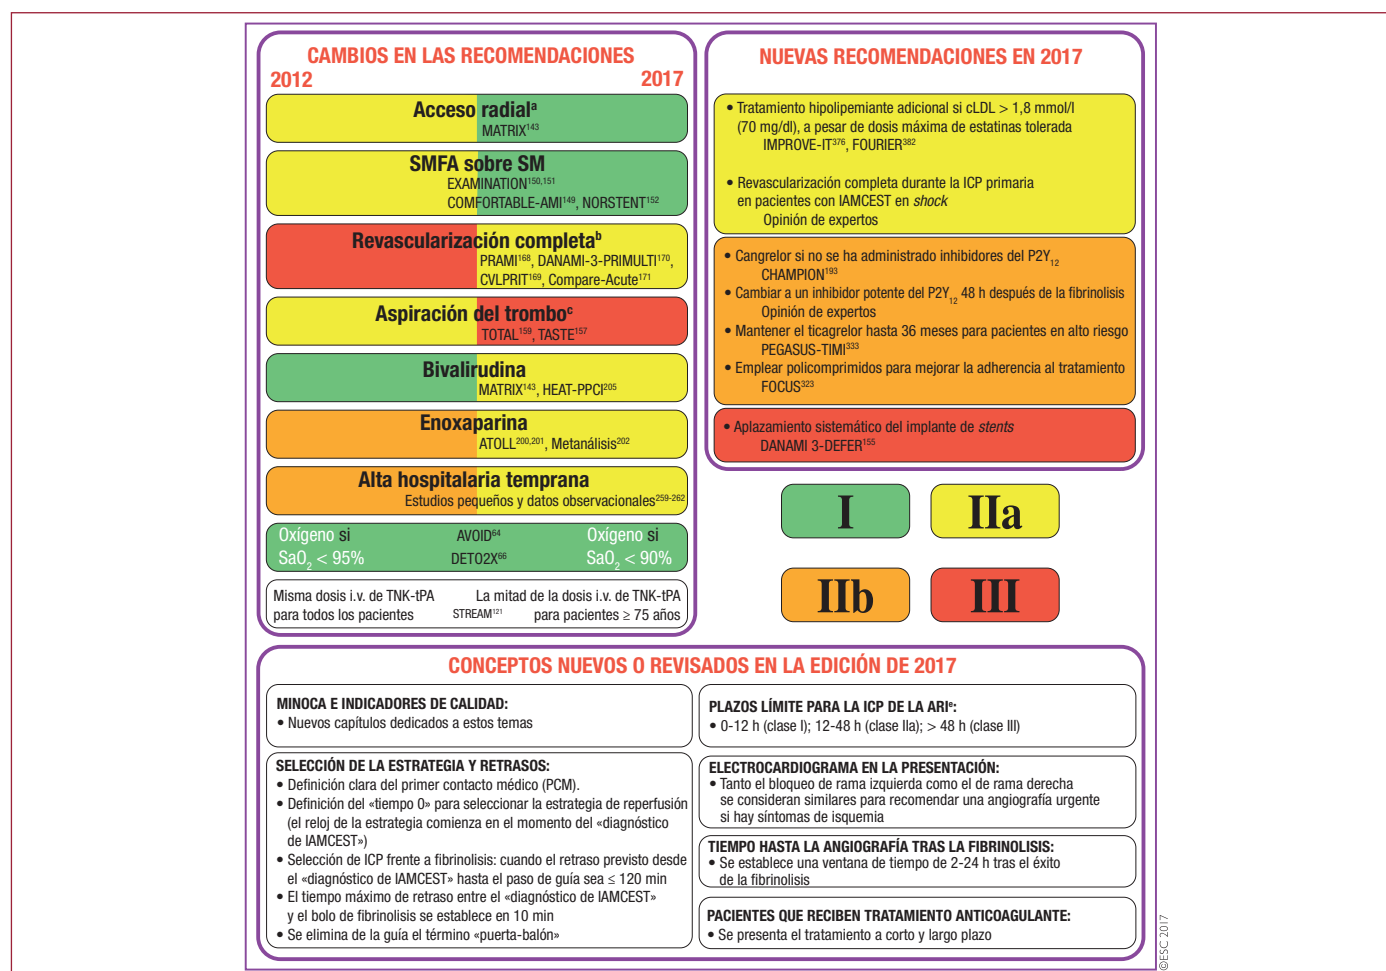 CAMBIOS EN LAS RECOMENDACIONES
2012 2017
Acceso radialᵃ
MATRIX¹⁴³
SMFA sobre SM
EXAMINATION¹⁵⁰,¹⁵¹
COMFORTABLE-AMI¹⁴⁹, NORSTENT¹⁵²
Revascularización completaᵇ
PRAMI¹⁶⁸, DANAMI-3-PRIMULTI¹⁷⁰,
CVLPRIT¹⁶⁹, Compare-Acute¹⁷¹
Aspiración del tromboᶜ
TOTAL¹⁵⁹, TASTE¹⁵⁷
Bivalirudina
MATRIX¹⁴³, HEAT-PPCI²⁰⁵
Enoxaparina
ATOLL²⁰⁰,²⁰¹, Metanálisis²⁰²
Alta hospitalaria temprana
Estudios pequeños y datos observacionales²⁵⁹⁻²⁶²
Oxígeno si AVOID⁶⁴ Oxígeno si
SaO₂ < 95% DETO2X⁶⁶ SaO₂ < 90%
Misma dosis i.v. de TNK-tPA La mitad de la dosis i.v. de TNK-tPA
para todos los pacientes STREAM¹²¹ para pacientes ≥ 75 años
NUEVAS RECOMENDACIONES EN 2017
• Tratamiento hipolipemiante adicional si cLDL > 1,8 mmol/l
(70 mg/dl), a pesar de dosis máxima de estatinas tolerada
IMPROVE-IT³⁷⁶, FOURIER³⁸²
• Revascularización completa durante la ICP primaria
en pacientes con IAMCEST en shock
Opinión de expertos
• Cangrelor si no se ha administrado inhibidores del P2Y₁₂
CHAMPION¹⁹³
• Cambiar a un inhibidor potente del P2Y₁₂ 48 h después de la fibrinolisis
Opinión de expertos
• Mantener el ticagrelor hasta 36 meses para pacientes en alto riesgo
PEGASUS-TIMI³³³
• Emplear policomprimidos para mejorar la adherencia al tratamiento
FOCUS³²³
• Aplazamiento sistemático del implante de stents
DANAMI 3-DEFER¹⁵⁵
I IIa
IIb III
CONCEPTOS NUEVOS O REVISADOS EN LA EDICIÓN DE 2017
MINOCA E INDICADORES DE CALIDAD:
• Nuevos capítulos dedicados a estos temas
SELECCIÓN DE LA ESTRATEGIA Y RETRASOS:
• Definición clara del primer contacto médico (PCM).
• Definición del «tiempo 0» para seleccionar la estrategia de reperfusión
(el reloj de la estrategia comienza en el momento del «diagnóstico
de IAMCEST»)
• Selección de ICP frente a fibrinolisis: cuando el retraso previsto desde
el «diagnóstico de IAMCEST» hasta el paso de guía sea ≤ 120 min
• El tiempo máximo de retraso entre el «diagnóstico de IAMCEST»
y el bolo de fibrinolisis se establece en 10 min
• Se elimina de la guía el término «puerta-balón»
PLAZOS LÍMITE PARA LA ICP DE LA ARIᵉ:
• 0-12 h (clase I); 12-48 h (clase IIa); > 48 h (clase III)
ELECTROCARDIOGRAMA EN LA PRESENTACIÓN:
• Tanto el bloqueo de rama izquierda como el de rama derecha
se consideran similares para recomendar una angiografía urgente
si hay síntomas de isquemia
TIEMPO HASTA LA ANGIOGRAFÍA TRAS LA FIBRINOLISIS:
• Se establece una ventana de tiempo de 2-24 h tras el éxito
de la fibrinolisis
PACIENTES QUE RECIBEN TRATAMIENTO ANTICOAGULANTE:
• Se presenta el tratamiento a corto y largo plazo
©ESC 2017